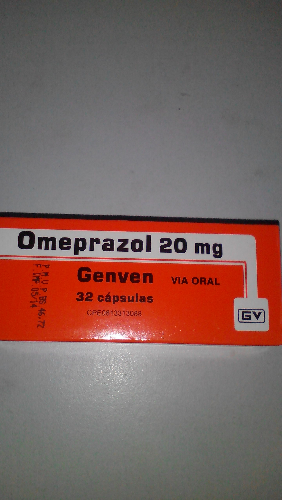 Omeprazol 20 mg
Genven VIA ORAL
32 cápsulas
GV